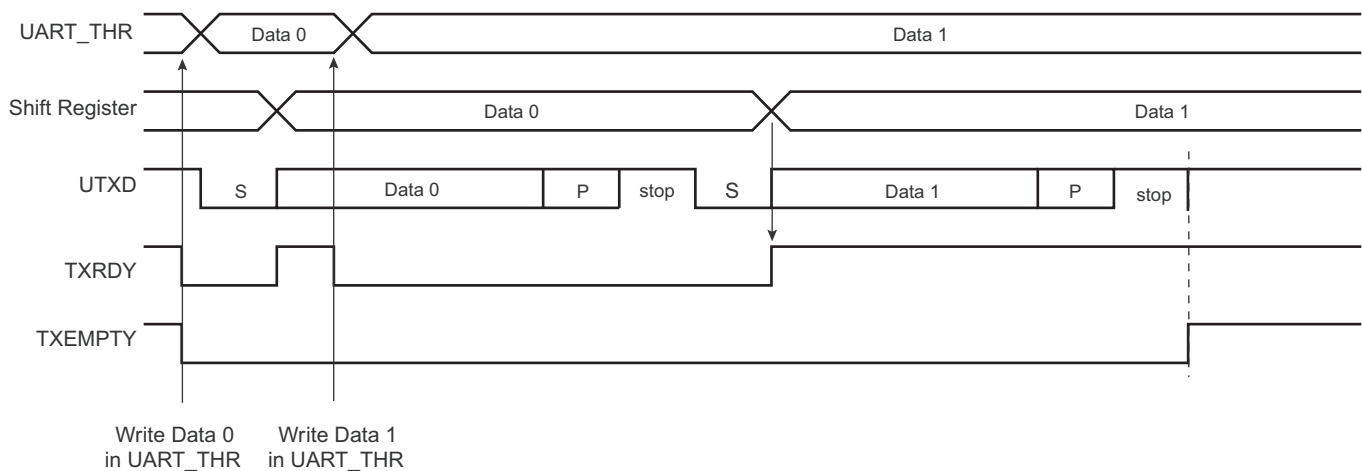 UART_THR Data 0 Data 1
Shift Register Data 0 Data 1
UTXD S Data 0 P stop S Data 1 P stop
TXRDY
TXEMPTY
Write Data 0 Write Data 1
in UART_THR in UART_THR